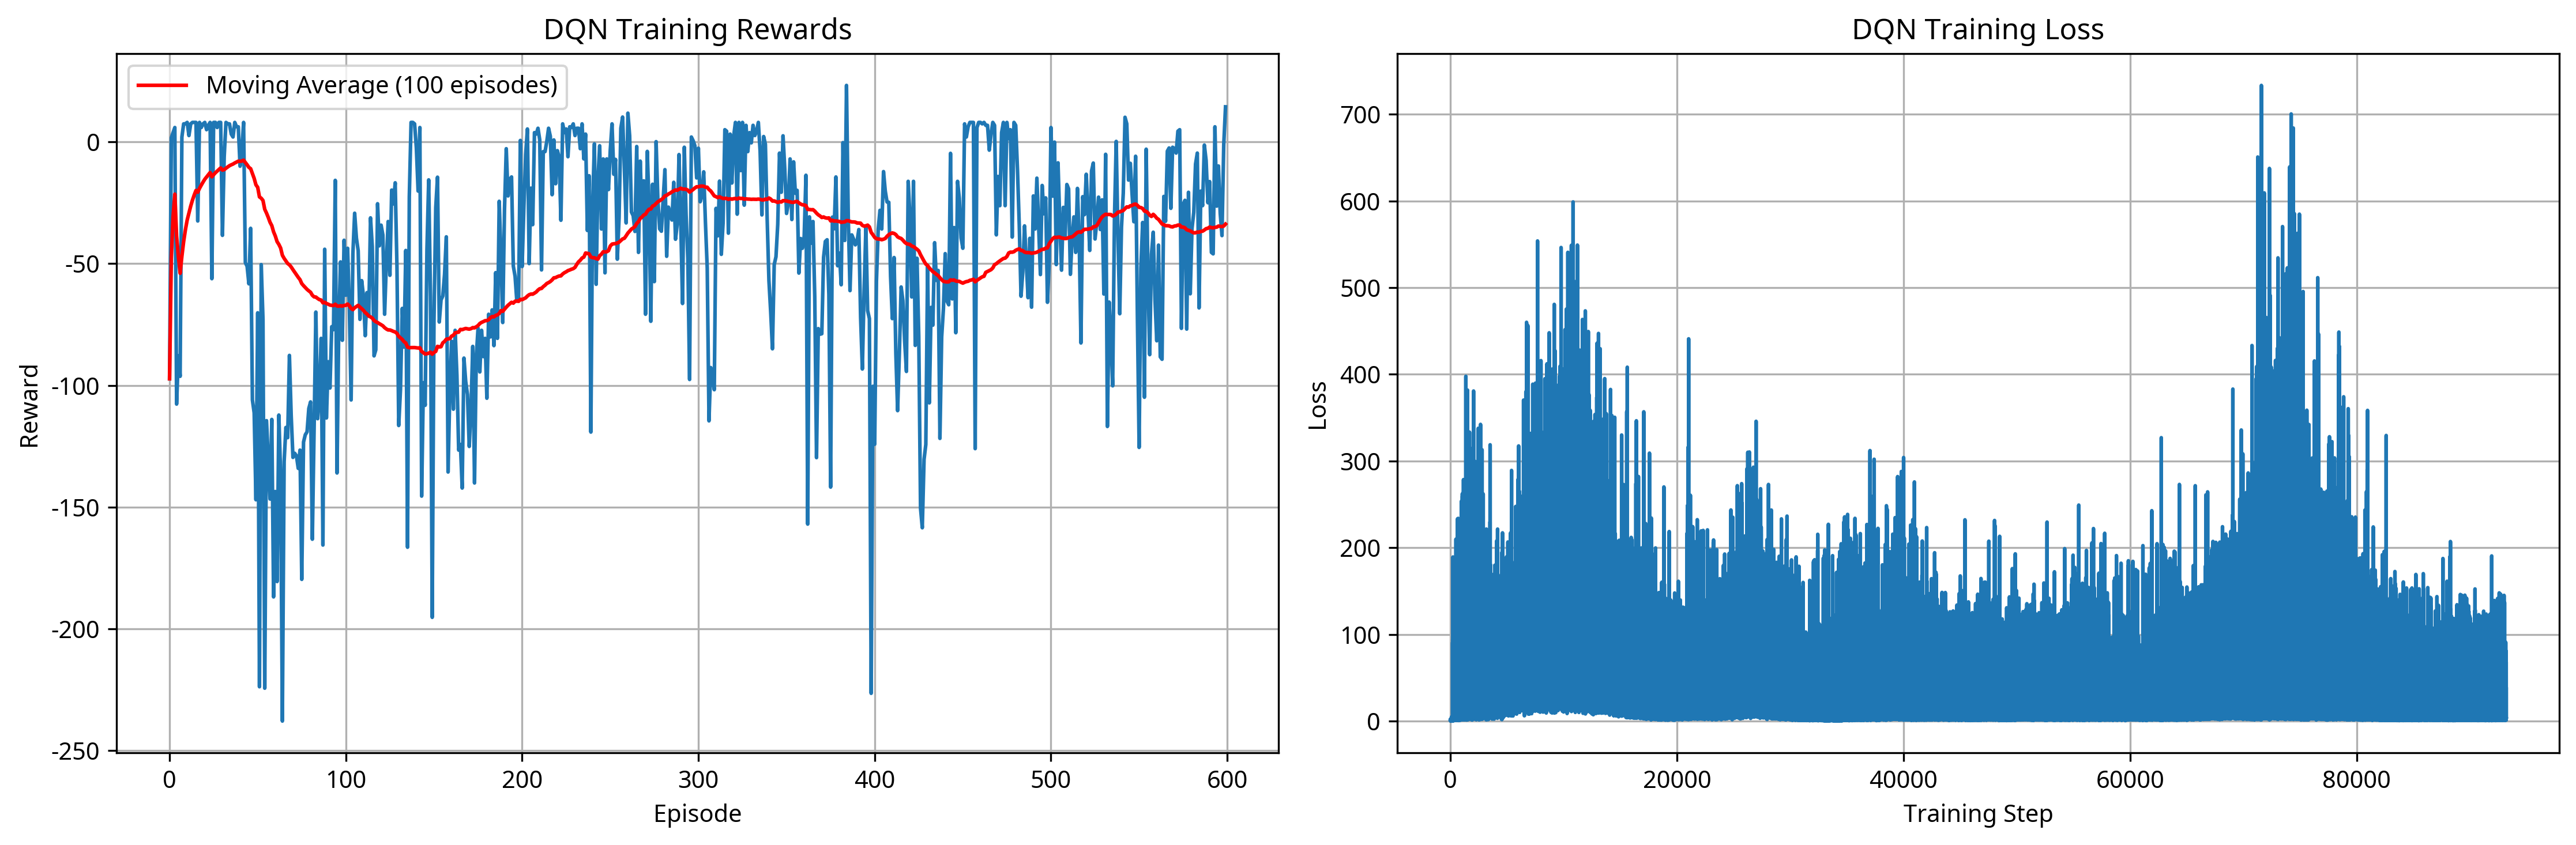 DQN Training Rewards
Moving Average (100 episodes)
0
-50
-100
-150
-200
-250
Reward
0 100 200 300 400 500 600
Episode
DQN Training Loss
700
600
500
400
300
200
100
0
Loss
0 20000 40000 60000 80000
Training Step